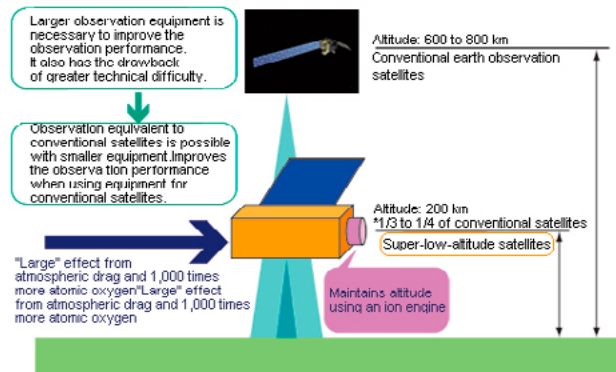 Larger observation equipment is
necessary to improve the
observation performance.
It also has the drawback
of greater technical difficulty.
Altitude: 600 to 800 km
Conventional earth observation
satellites
Observation equivalent to
conventional satellites is possible
with smaller equipment.Improves
the observation performance
when using equipment for
conventional satellites.
Altitude: 200 km
*1/3 to 1/4 of conventional satellites
Super-low-altitude satellites
"Large" effect from
atmospheric drag and 1,000 times
more atomic oxygen"Large" effect
from atmospheric drag and 1,000 times
more atomic oxygen
Maintains altitude
using an ion engine